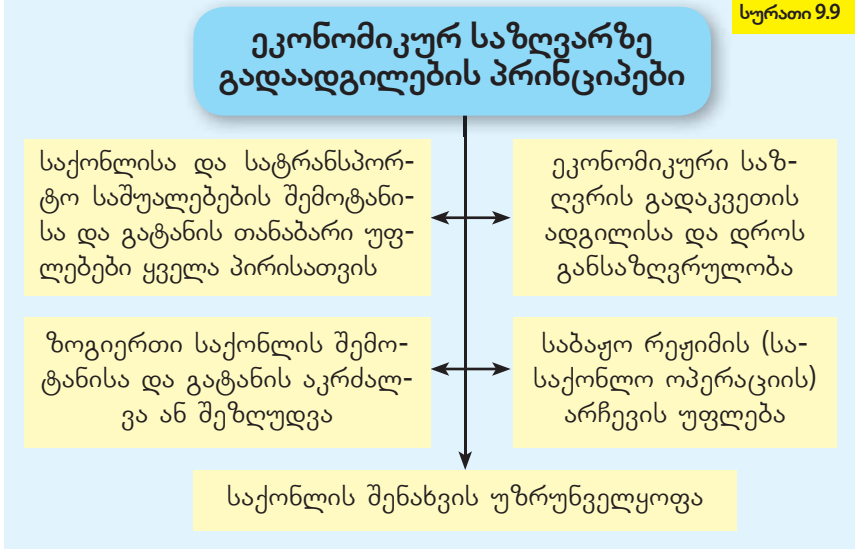 სურათი 9.9
ეკონომიკურ საზღვარზე
გადაადგილების პრინციპები
საქონლისა და სატრანსპორ-
ტო საშუალებების შემოტანი-
სა და გატანის თანაბარი უფ-
ლებები ყველა პირისათვის
ეკონომიკური საზ-
ღვრის გადაკვეთის
ადგილისა და დროს
განსაზღვრულობა
ზოგიერთი საქონლის შემო-
ტანისა და გატანის აკრძალ-
ვა ან შეზღუდვა
საბაჟო რეჟიმის (სა-
საქონლო ოპერაციის)
არჩევის უფლება
საქონლის შენახვის უზრუნველყოფა